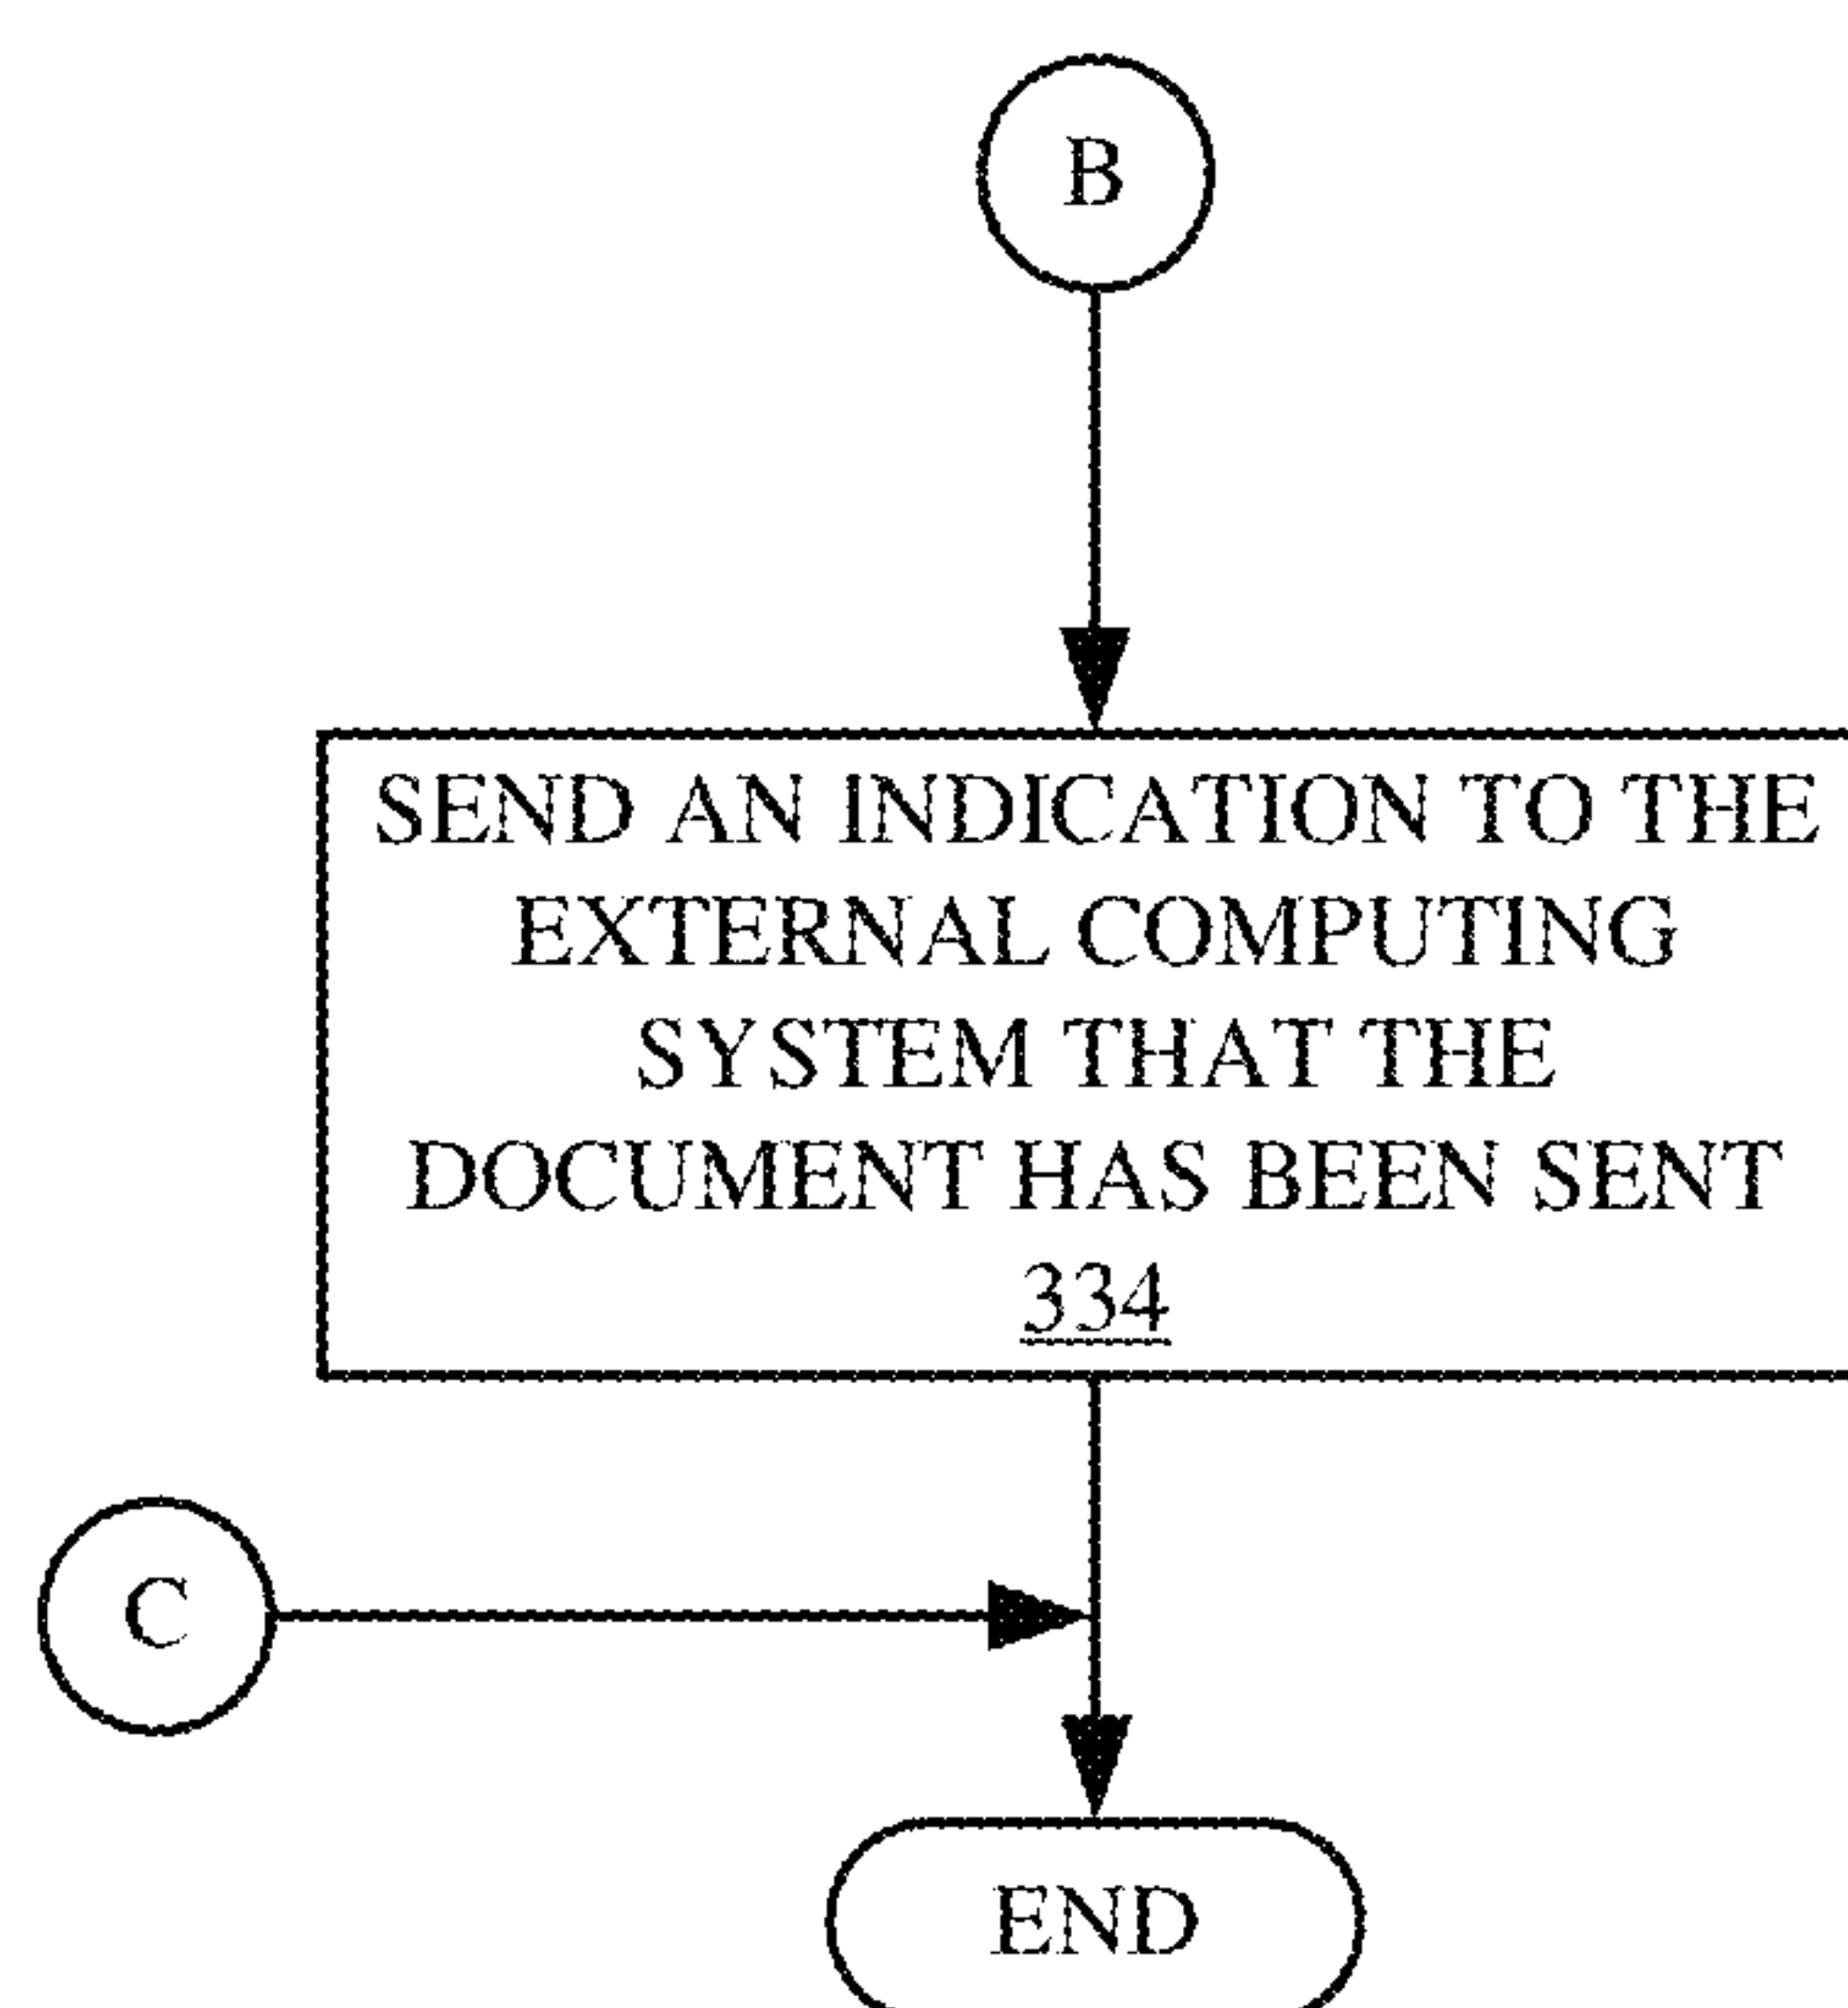 B
SEND AN INDICATION TO THE
EXTERNAL COMPUTING
SYSTEM THAT THE
DOCUMENT HAS BEEN SENT
334
C
END